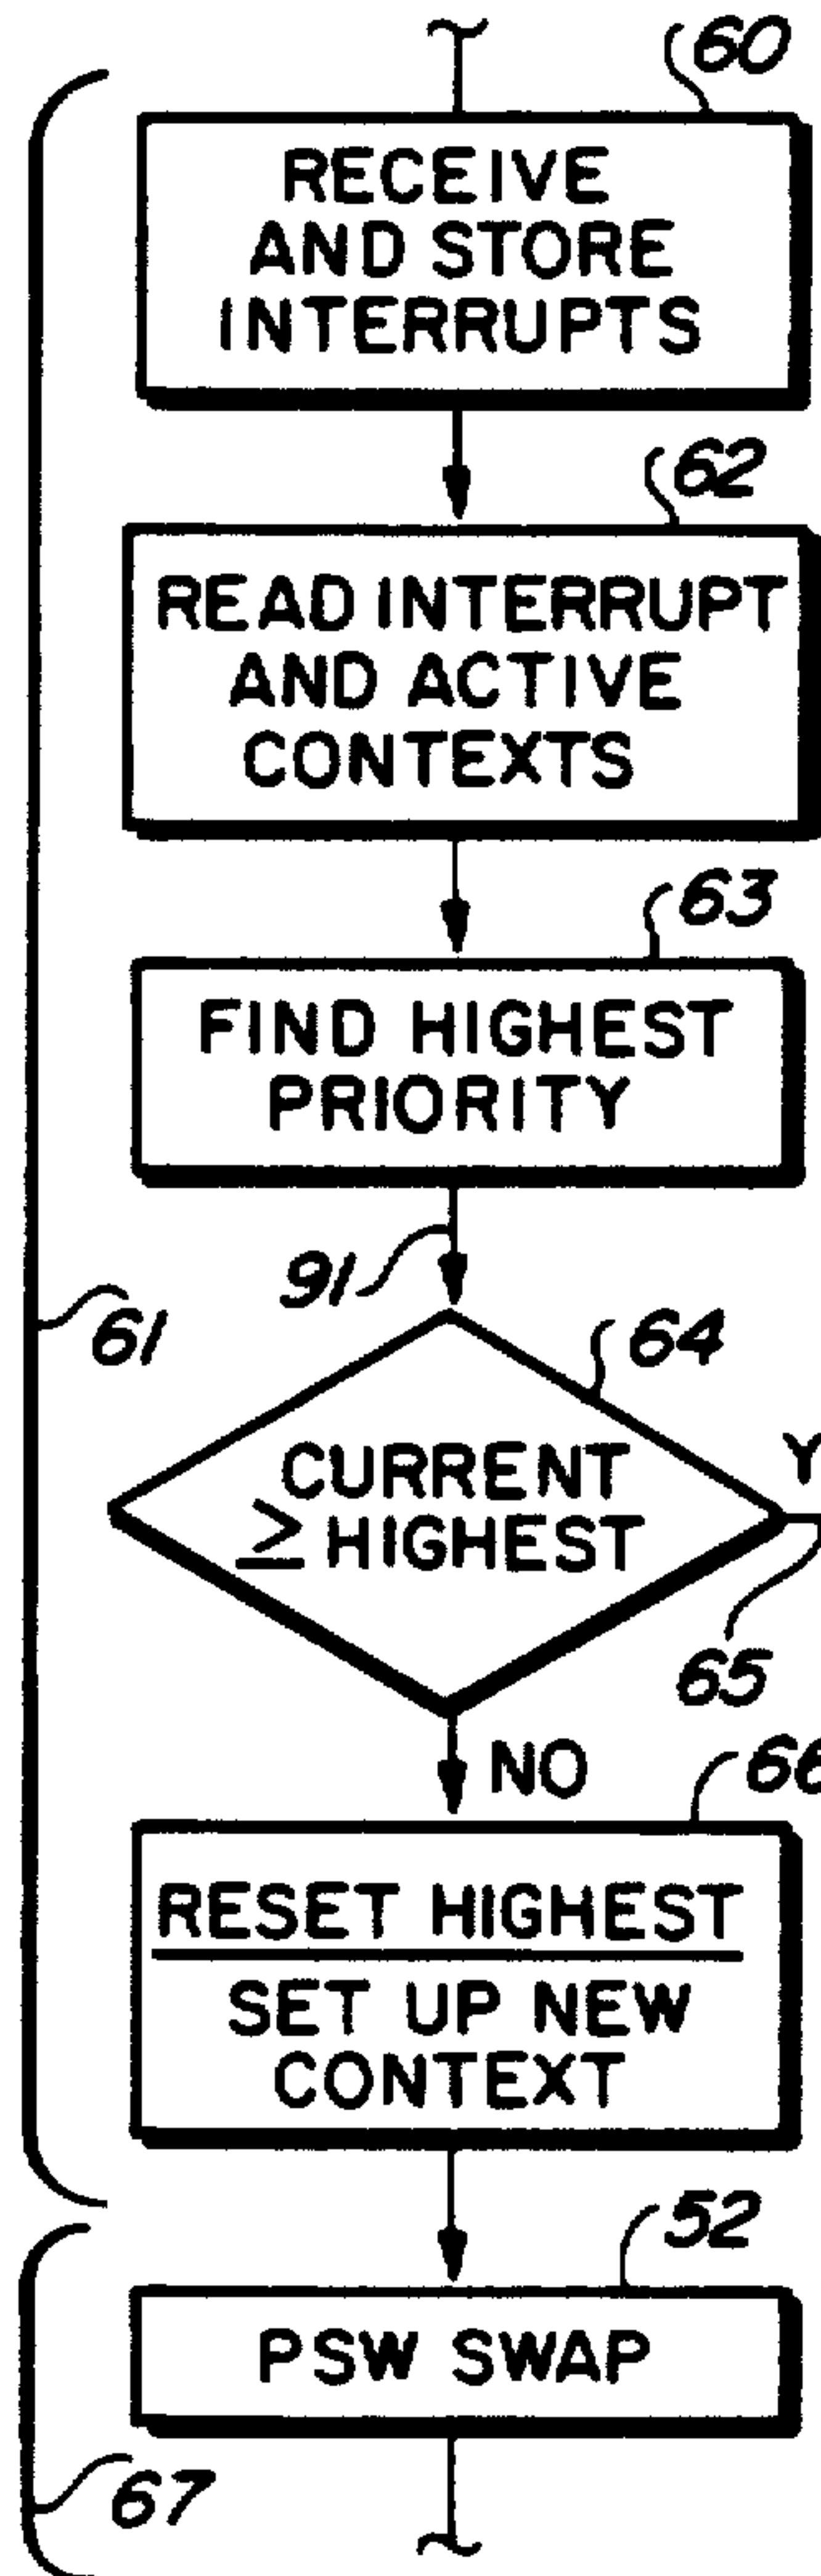 60
RECEIVE
AND STORE
INTERRUPTS
62
READ INTERRUPT
AND ACTIVE
CONTEXTS
63
FIND HIGHEST
PRIORITY
91
61
64
CURRENT
≥ HIGHEST
Y
65
NO
66
RESET HIGHEST
SET UP NEW
CONTEXT
52
PSW SWAP
67